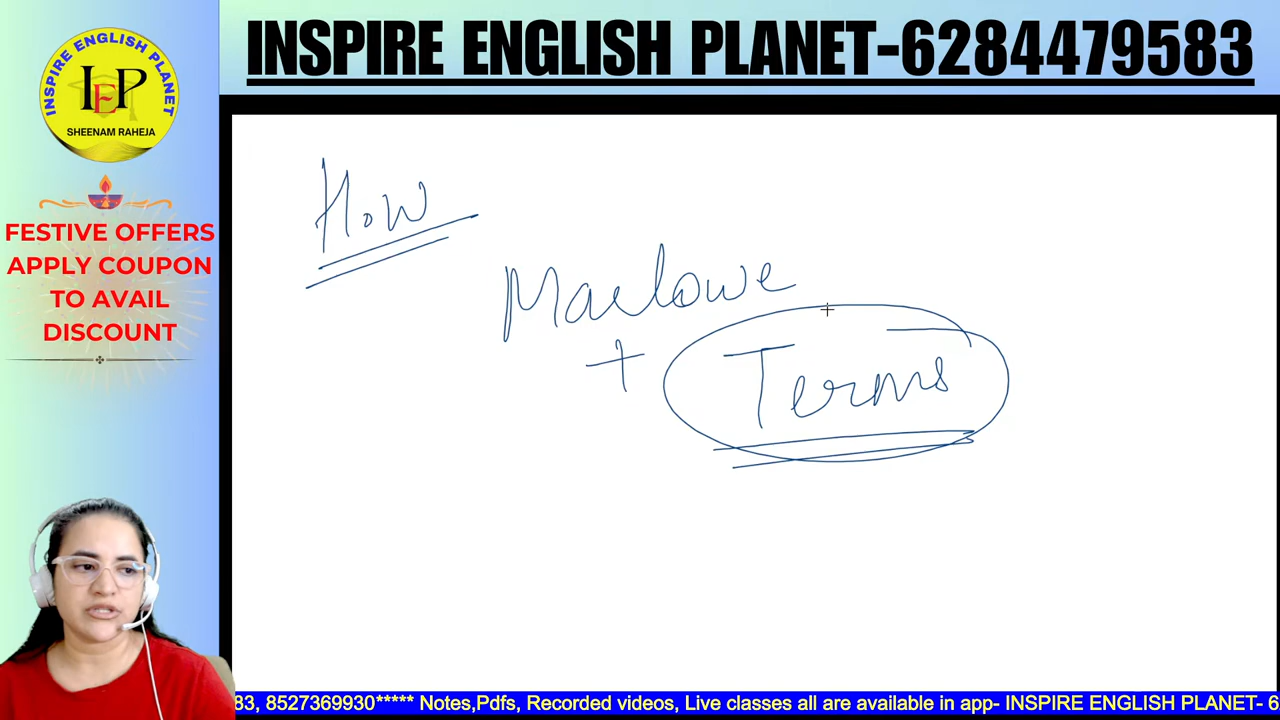 INSPIRE ENGLISH PLANET-6284479583
INSPIRE ENGLISH PLANET
IEP
SHEENAM RAHEJA
FESTIVE OFFERS
APPLY COUPON
TO AVAIL
DISCOUNT
How
Marlowe
+ Terms
83, 8527369930***** Notes,Pdfs, Recorded videos, Live classes all are available in app- INSPIRE ENGLISH PLANET- 6